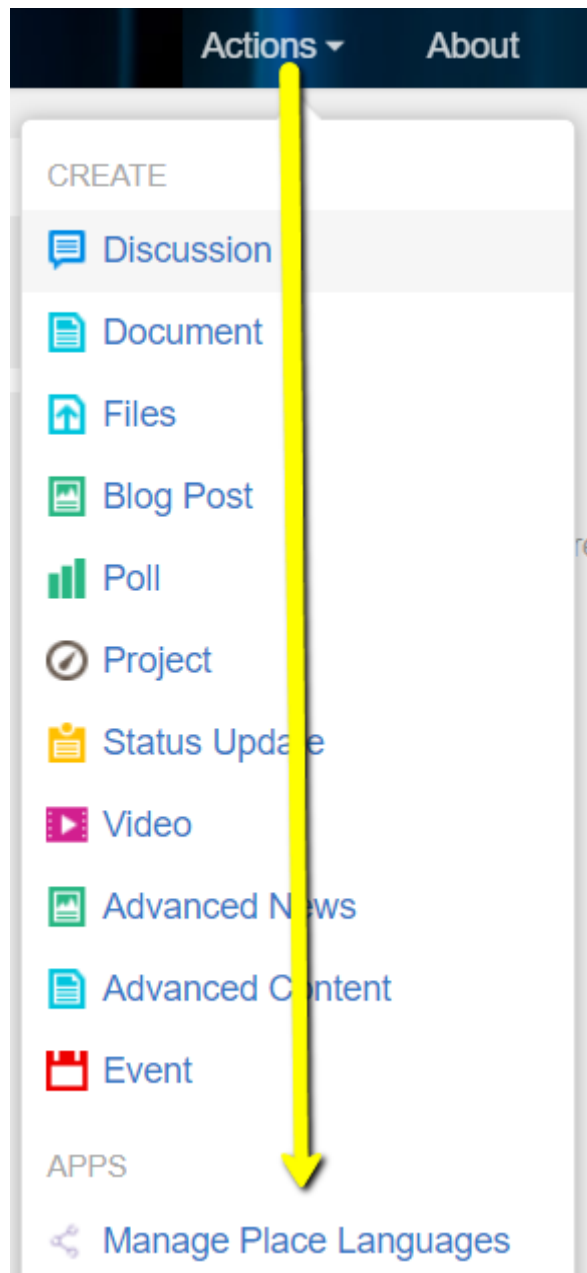 Actions About
CREATE
Discussion
Document
Files
Blog Post
Poll
Project
Status Update
Video
Advanced News
Advanced Content
Event
APPS
Manage Place Languages